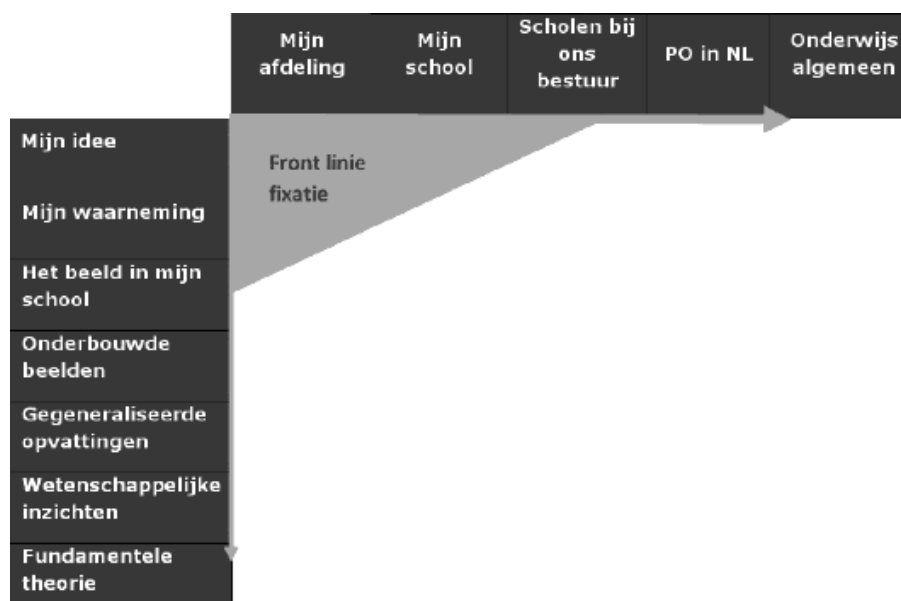 Mijn
afdeling
Mijn
school
Scholen bij
ons
bestuur
PO in NL
Onderwijs
algemeen
Mijn idee
Mijn waarneming
Het beeld in mijn
school
Onderbouwde
beelden
Gegeneraliseerde
opvattingen
Wetenschappelijke
inzichten
Fundamentele
theorie
Front linie
fixatie